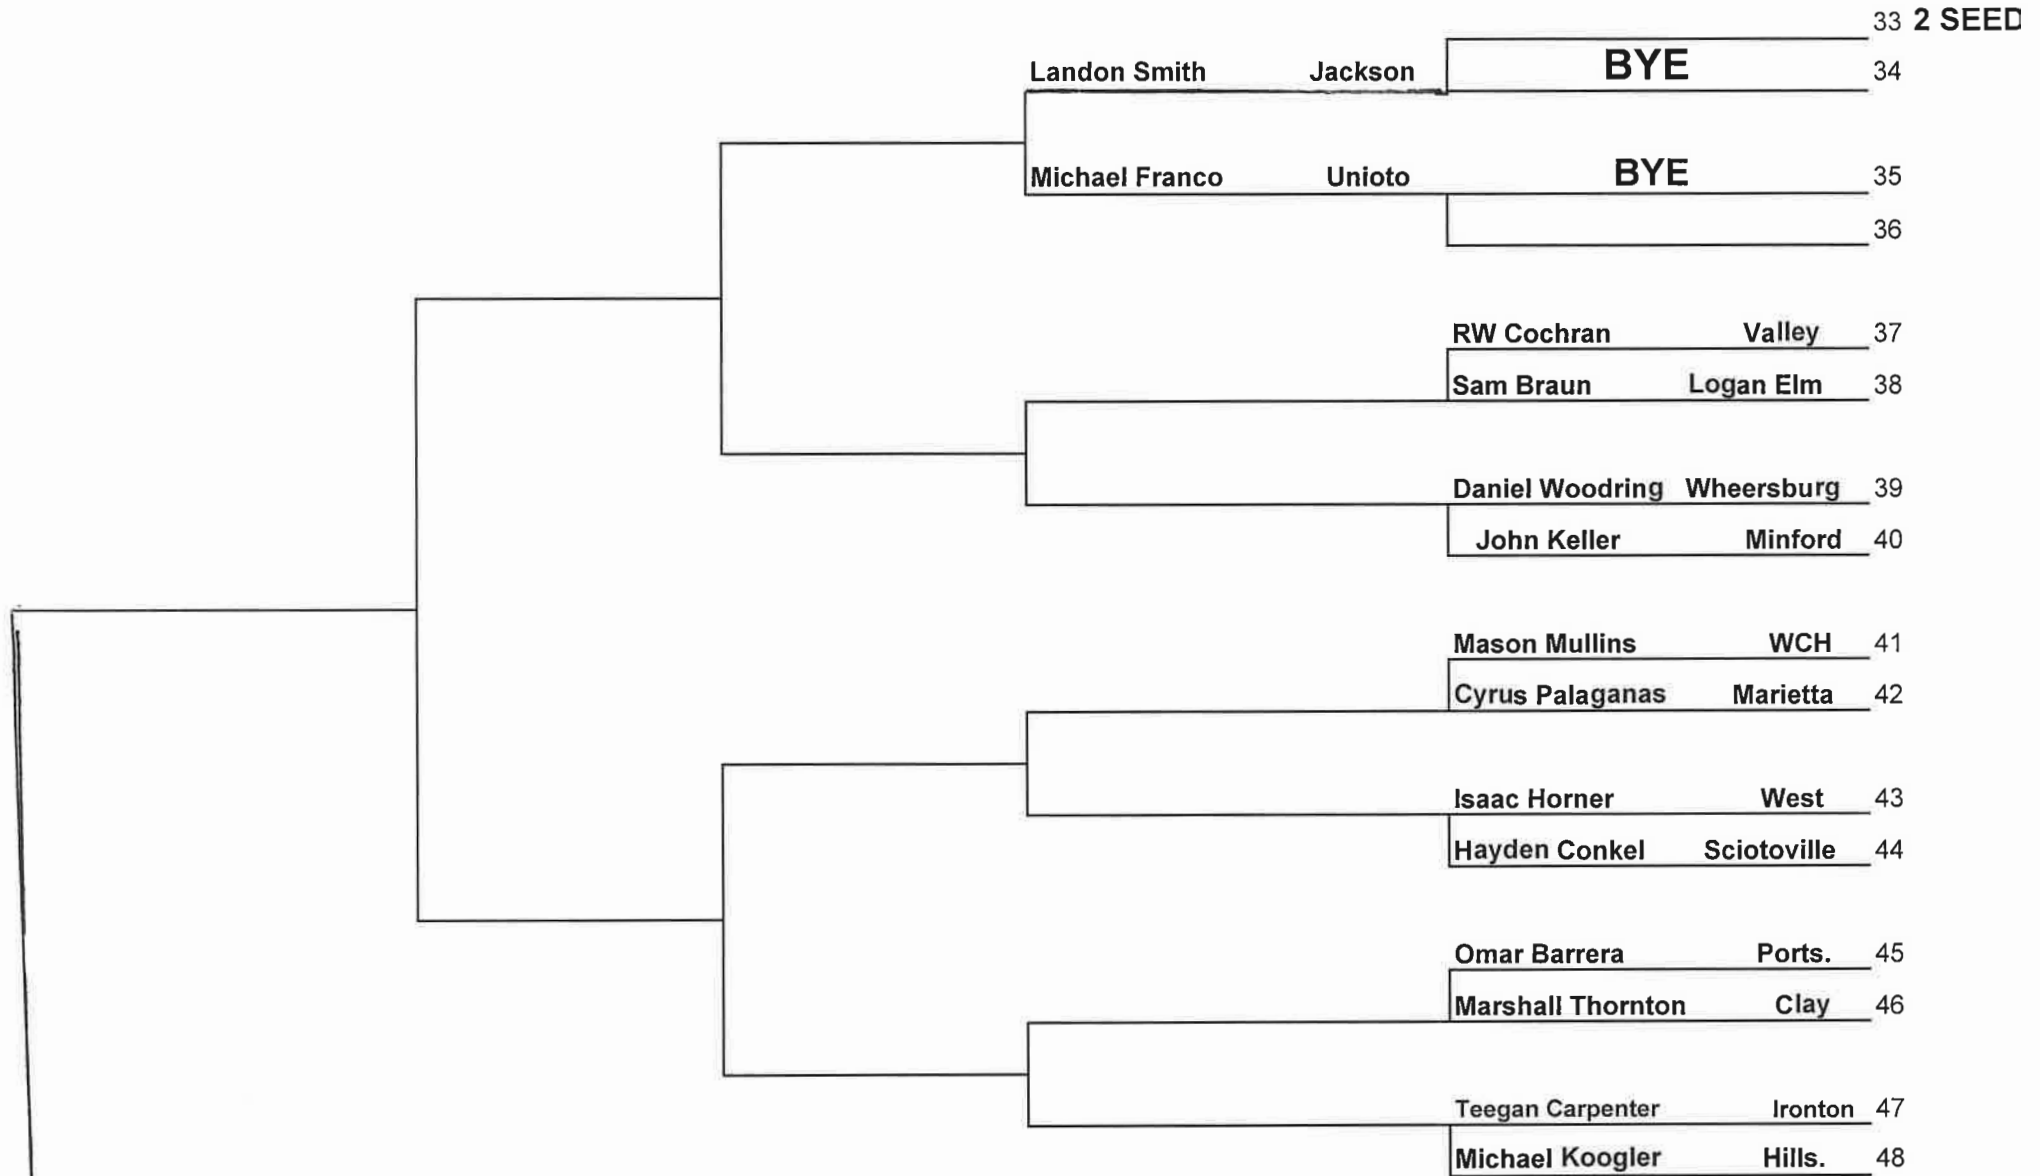 33 2 SEED
Landon Smith Jackson BYE 34
Michael Franco Unioto BYE 35
36
RW Cochran Valley 37
Sam Braun Logan Elm 38
Daniel Woodring Wheersburg 39
John Keller Minford 40
Mason Mullins WCH 41
Cyrus Palaganas Marietta 42
Isaac Horner West 43
Hayden Conkel Sciotoville 44
Omar Barrera Ports. 45
Marshall Thornton Clay 46
Teegan Carpenter Ironton 47
Michael Koogler Hills. 48